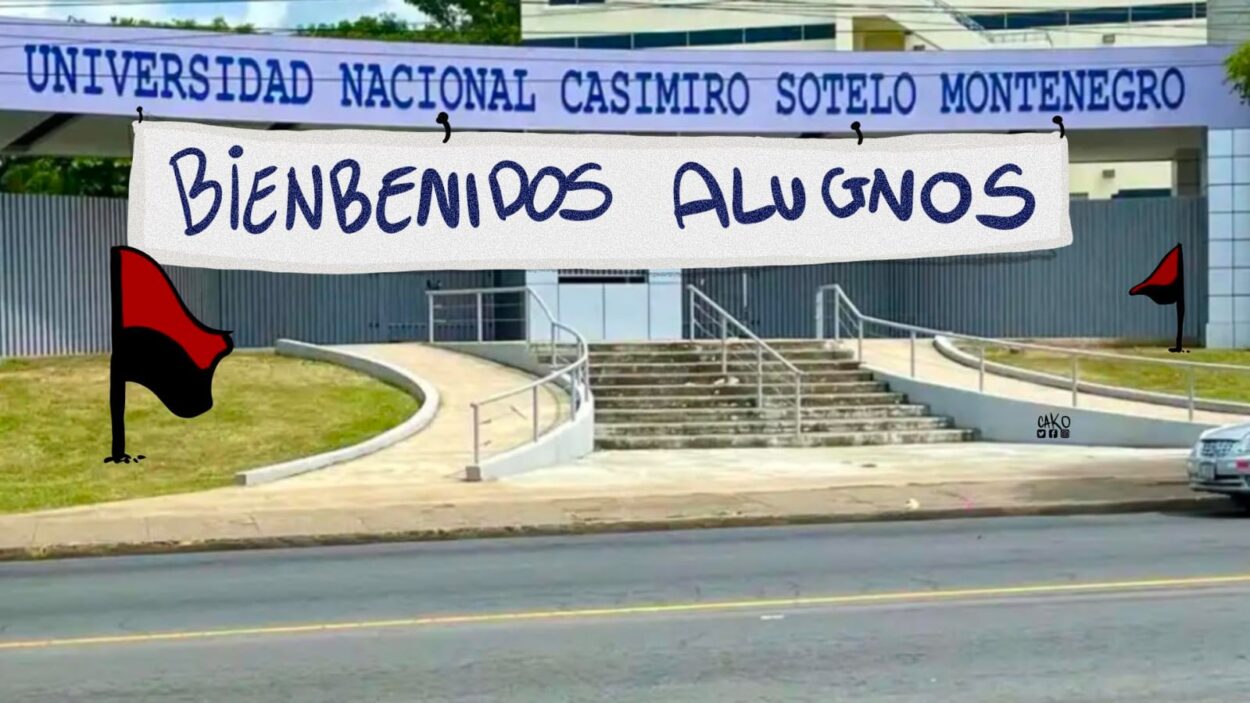 UNIVERSIDAD NACIONAL CASIMIRO SOTELO MONTENEGRO
BiENBENIDOS ALUGNOS
CAKO